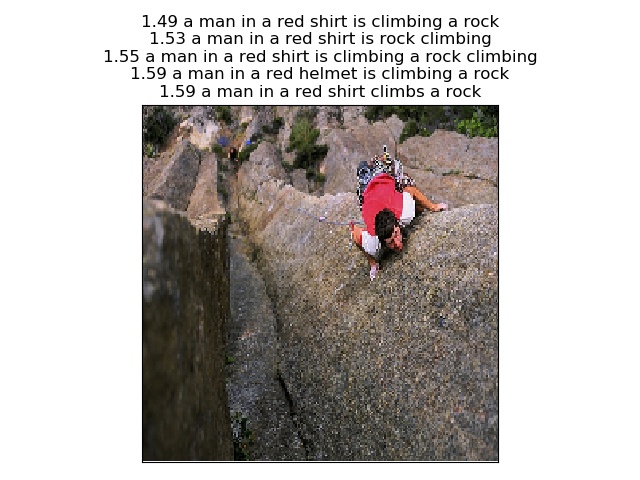 1.49 a man in a red shirt is climbing a rock
1.53 a man in a red shirt is rock climbing
1.55 a man in a red shirt is climbing a rock climbing
1.59 a man in a red helmet is climbing a rock
1.59 a man in a red shirt climbs a rock